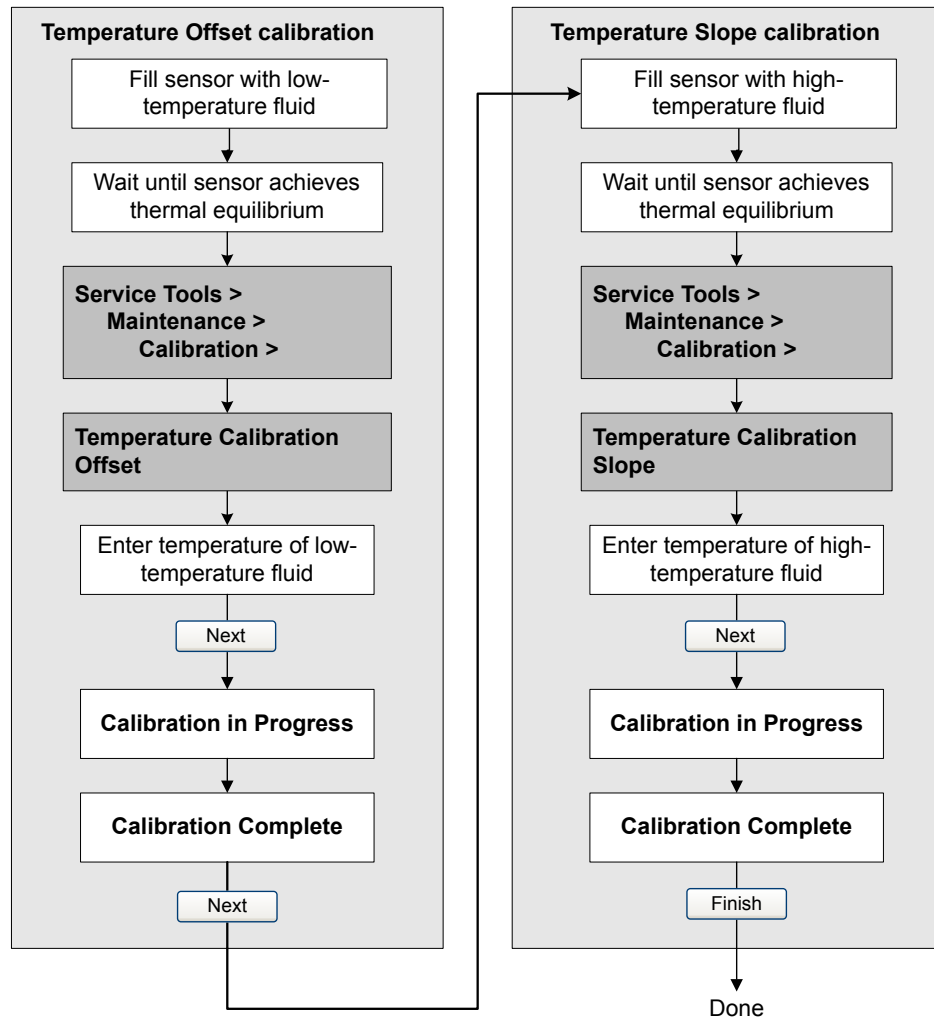 Temperature Offset calibration
Fill sensor with low-
temperature fluid
Wait until sensor achieves
thermal equilibrium
Service Tools >
Maintenance >
Calibration >
Temperature Calibration
Offset
Enter temperature of low-
temperature fluid
Next
Calibration in Progress
Calibration Complete
Next
Temperature Slope calibration
Fill sensor with high-
temperature fluid
Wait until sensor achieves
thermal equilibrium
Service Tools >
Maintenance >
Calibration >
Temperature Calibration
Slope
Enter temperature of high-
temperature fluid
Next
Calibration in Progress
Calibration Complete
Finish
Done